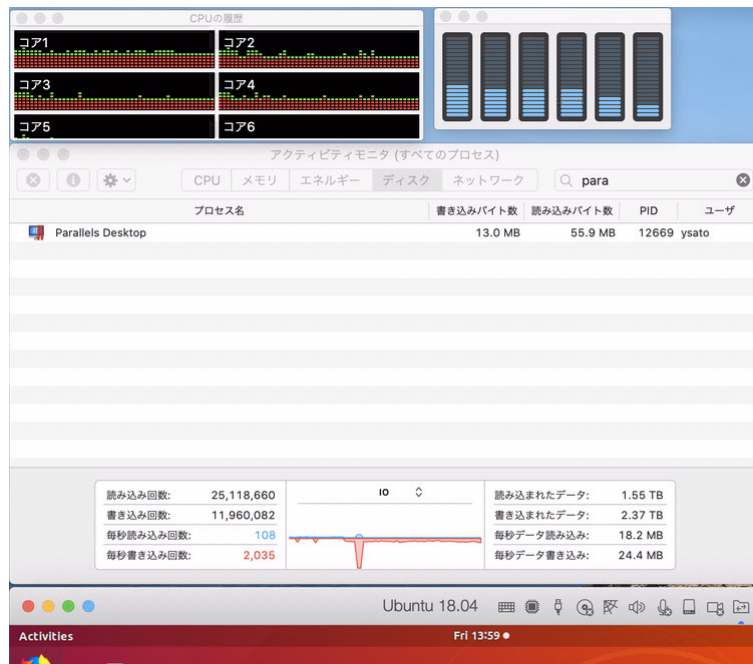 CPUの履歴
コア1 コア2
コア3 コア4
コア5 コア6
アクティビティモニタ (すべてのプロセス)
CPU メモリ エネルギー ディスク ネットワーク para
プロセス名 書き込みバイト数 読み込みバイト数 PID ユーザ
Parallels Desktop 13.0 MB 55.9 MB 12669 ysato
読み込み回数: 25,118,660 IO 読み込まれたデータ: 1.55 TB
書き込み回数: 11,960,082 書き込まれたデータ: 2.37 TB
毎秒読み込み回数: 108 毎秒データ読み込み: 18.2 MB
毎秒書き込み回数: 2,035 毎秒データ書き込み: 24.4 MB
Ubuntu 18.04
Activities Fri 13:59